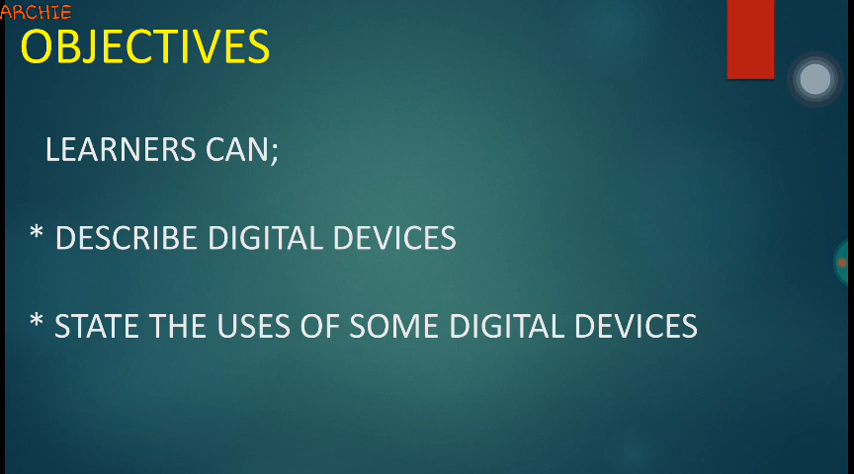 ARCHIE
OBJECTIVES
LEARNERS CAN;
* DESCRIBE DIGITAL DEVICES
* STATE THE USES OF SOME DIGITAL DEVICES